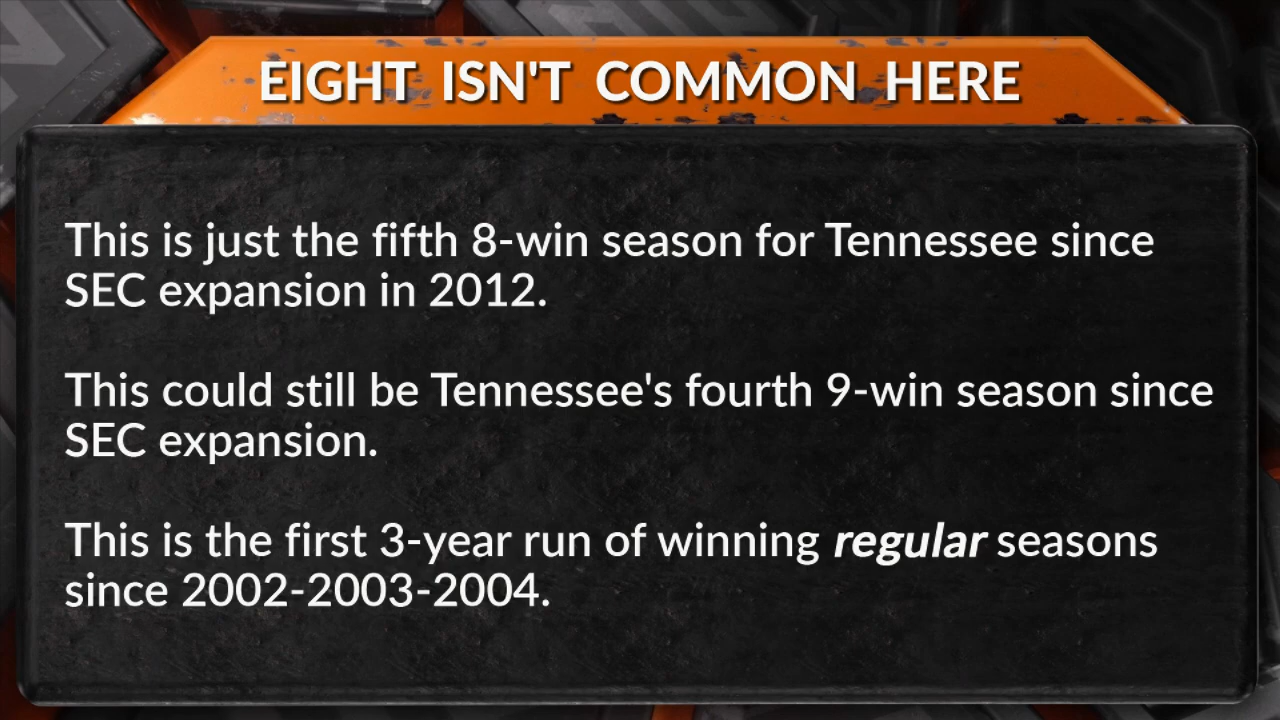 EIGHT ISN'T COMMON HERE
This is just the fifth 8-win season for Tennessee since
SEC expansion in 2012.
This could still be Tennessee's fourth 9-win season since
SEC expansion.
This is the first 3-year run of winning regular seasons
since 2002-2003-2004.